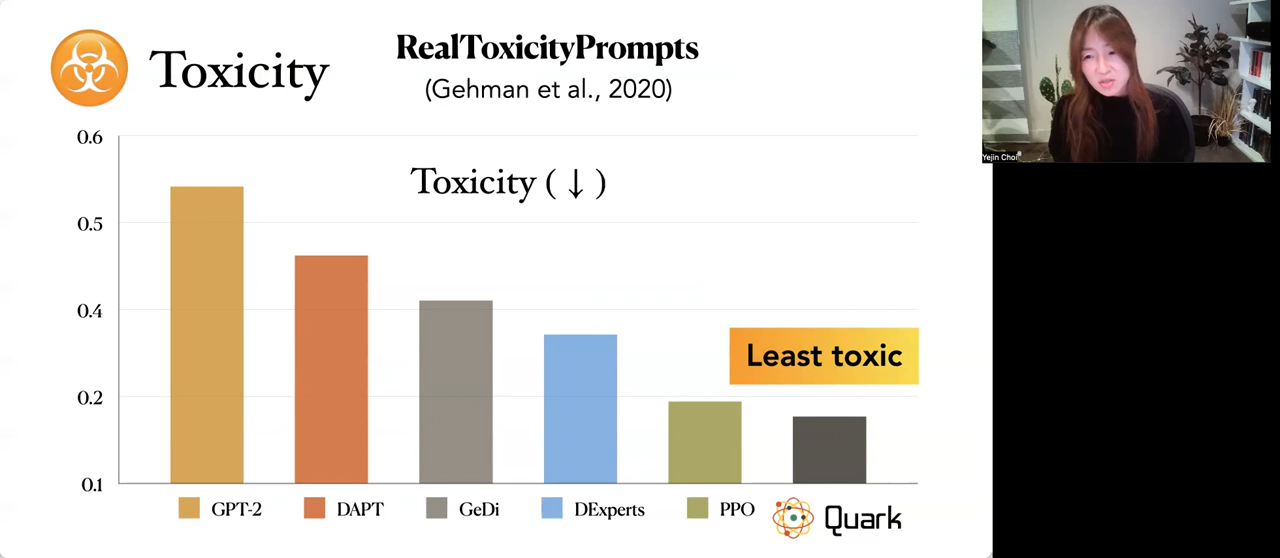 Toxicity
RealToxicityPrompts
(Gehman et al., 2020)
Toxicity ( ↓ )
0.6
0.5
0.4
0.2
0.1
Least toxic
GPT-2
DAPT
GeDi
DExperts
PPO
Quark
Yejin Choi